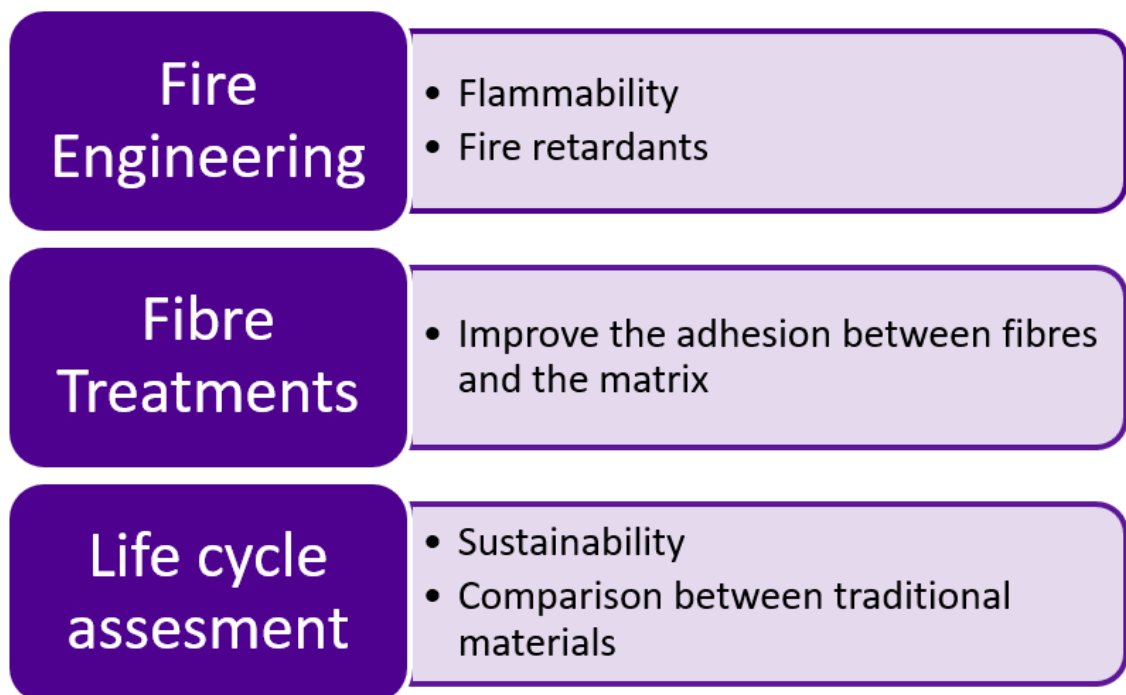 Fire
Engineering
• Flammability
• Fire retardants
Fibre
Treatments
• Improve the adhesion between fibres
and the matrix
Life cycle
assesment
• Sustainability
• Comparison between traditional
materials